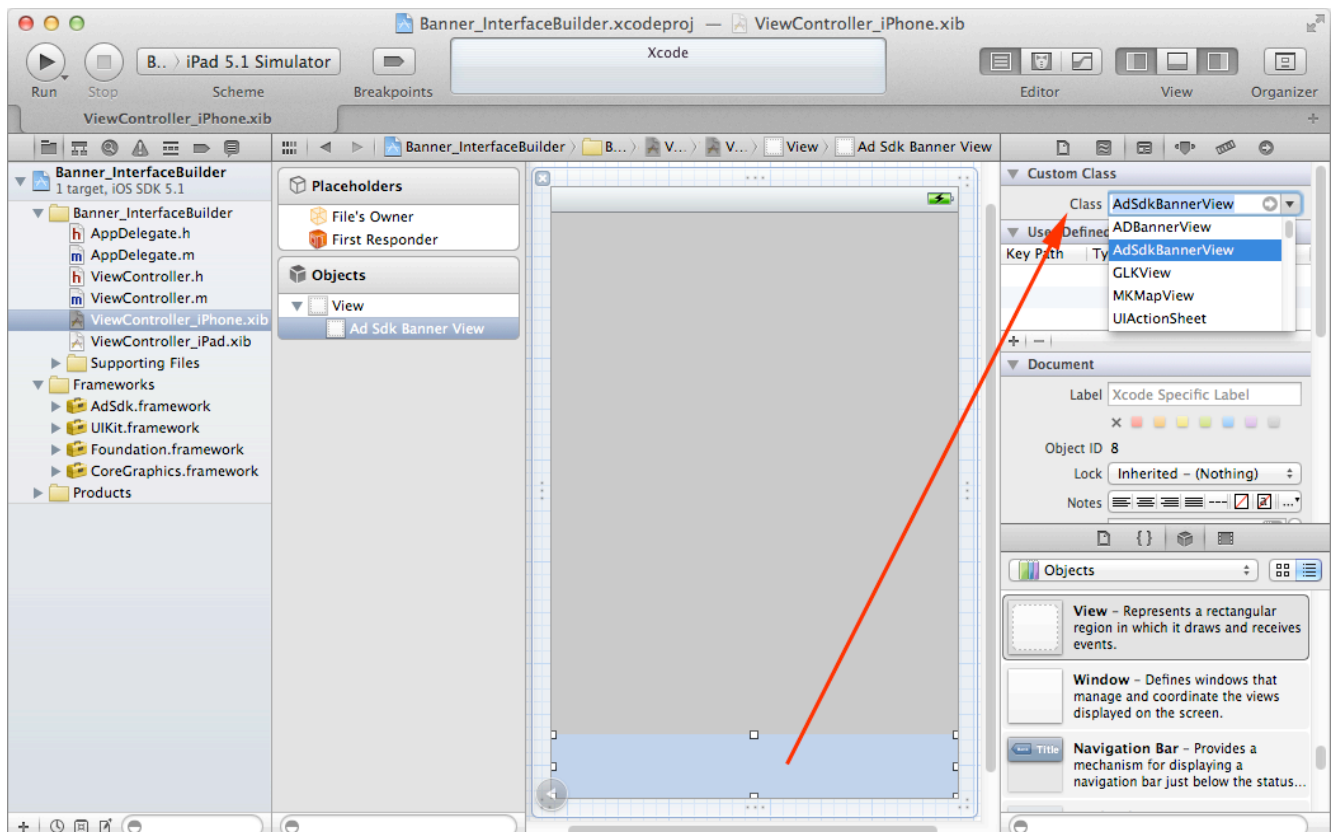 Banner_InterfaceBuilder.xcodeproj — ViewController_iPhone.xib
B.. › iPad 5.1 Simulator
Xcode
Run Stop Scheme Breakpoints Editor View Organizer
ViewController_iPhone.xib
Banner_InterfaceBuilder › B...› V...› V...› View › Ad Sdk Banner View
Banner_InterfaceBuilder
1 target, iOS SDK 5.1
Banner_InterfaceBuilder
h AppDelegate.h
m AppDelegate.m
h ViewController.h
m ViewController.m
ViewController_iPhone.xib
ViewController_iPad.xib
Supporting Files
Frameworks
AdSdk.framework
UIKit.framework
Foundation.framework
CoreGraphics.framework
Products
Placeholders
File's Owner
First Responder
Objects
View
Ad Sdk Banner View
Custom Class
Class AdSdkBannerView
ADBannerView
AdSdkBannerView
GLKView
MKMapView
UIActionSheet
Defined
Key Path Ty
Document
Label Xcode Specific Label
Object ID 8
Lock Inherited – (Nothing)
Notes
Objects
View – Represents a rectangular
region in which it draws and receives
events.
Window – Defines windows that
manage and coordinate the views
displayed on the screen.
Title
Navigation Bar – Provides a
mechanism for displaying a
navigation bar just below the status...